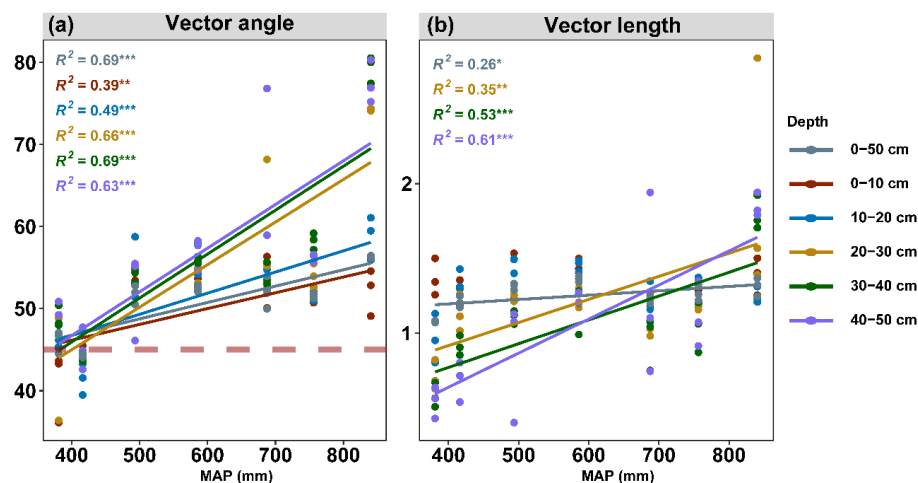 (a) Vector angle
R² = 0.69***
R² = 0.39**
R² = 0.49***
R² = 0.66***
R² = 0.69***
R² = 0.63***
80
70
60
50
40
400 500 600 700 800
MAP (mm)
(b) Vector length
R² = 0.26*
R² = 0.35**
R² = 0.53***
R² = 0.61***
2
1
400 500 600 700 800
MAP (mm)
Depth
0−50 cm
0−10 cm
10−20 cm
20−30 cm
30−40 cm
40−50 cm